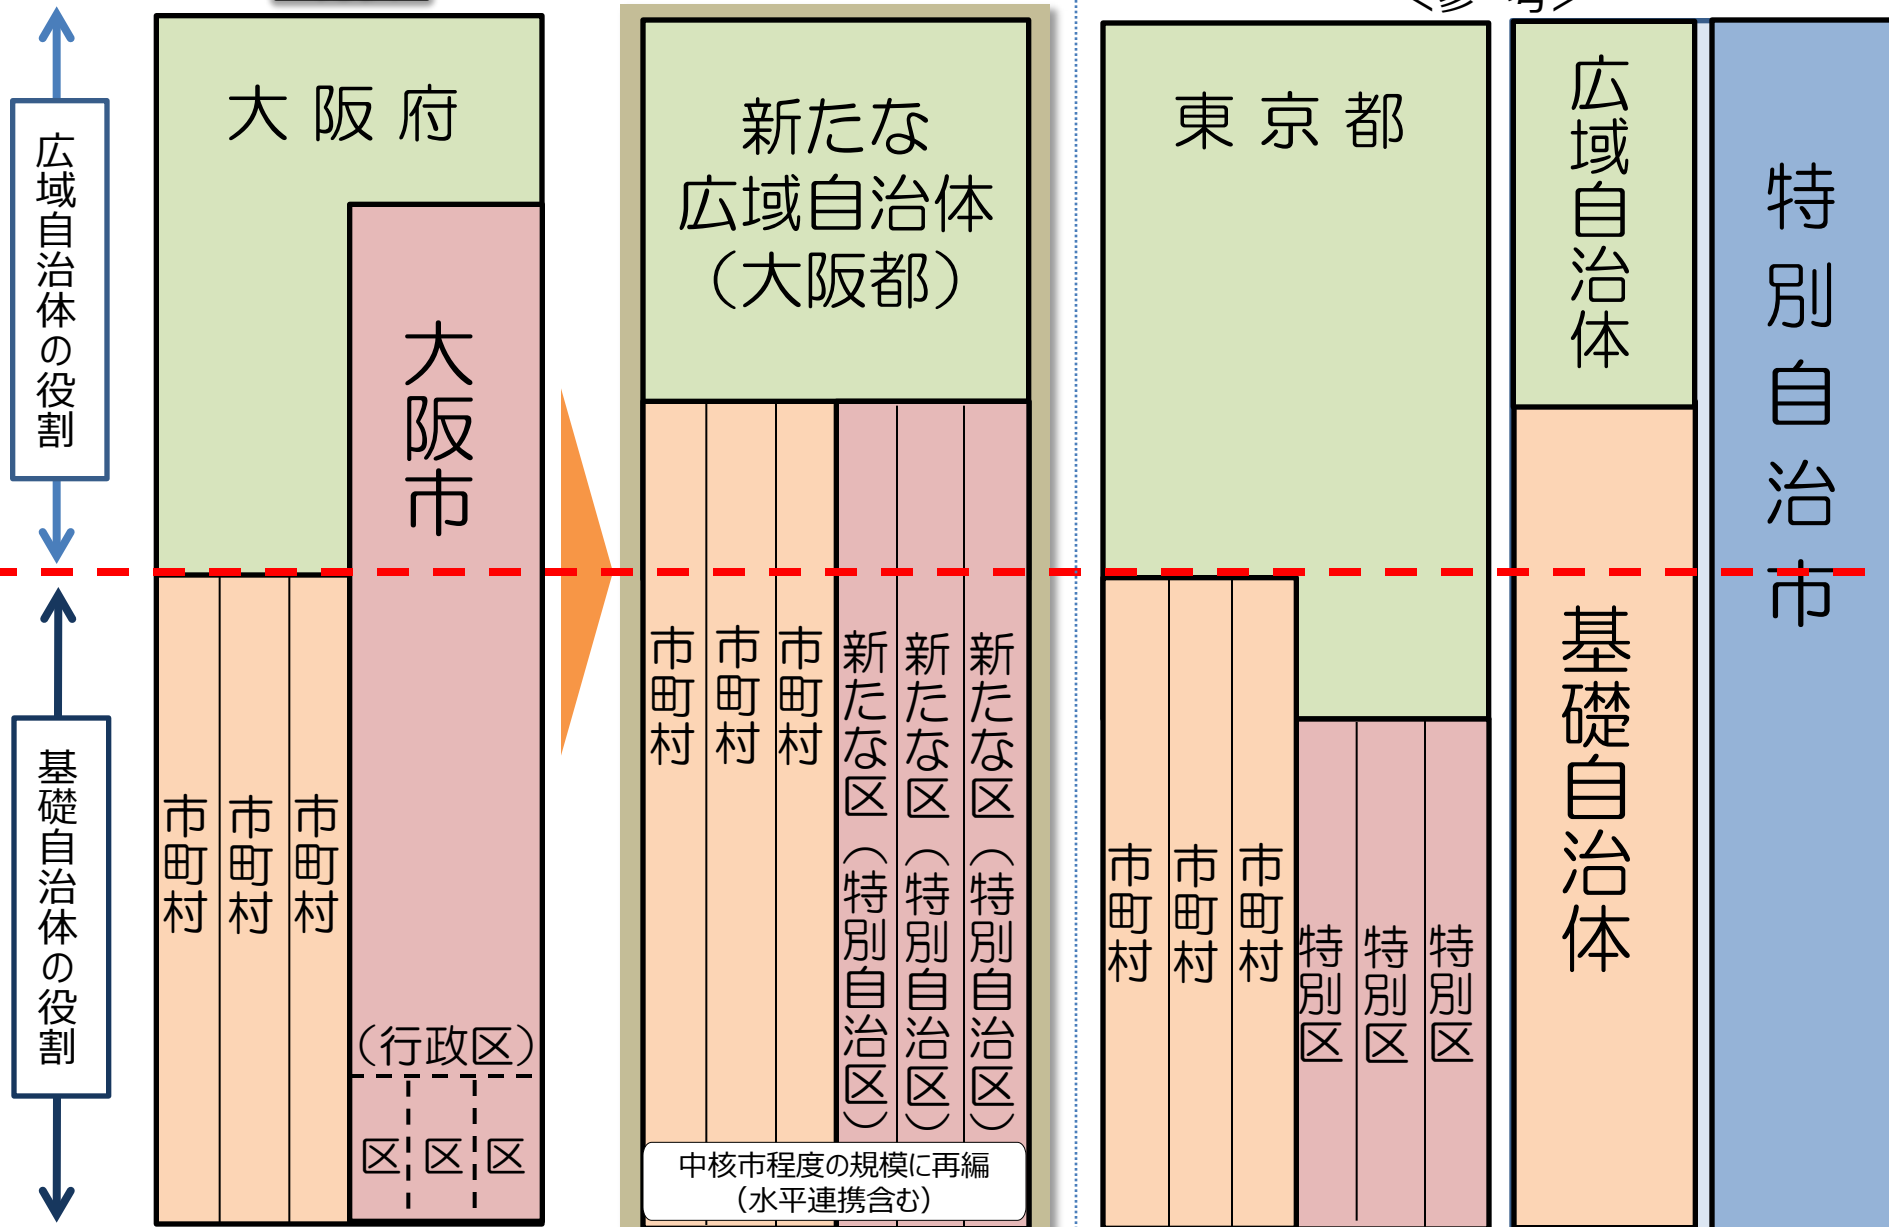 <参 考>
広域自治体の役割
基礎自治体の役割
大阪府
大阪市
市町村
市町村
市町村
(行政区)
区
区
区
新たな
広域自治体
(大阪都)
市町村
市町村
市町村
新たな区(特別自治区)
新たな区(特別自治区)
新たな区(特別自治区)
中核市程度の規模に再編
(水平連携含む)
東京都
市町村
市町村
市町村
特別区
特別区
特別区
広域自治体
基礎自治体
特別自治市